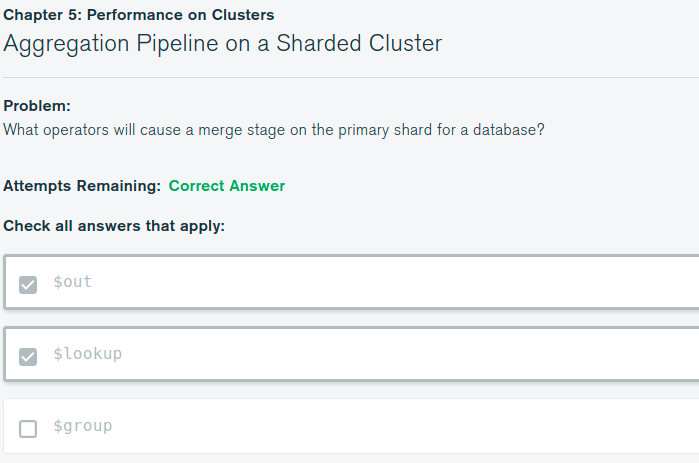 Chapter 5: Performance on Clusters
Aggregation Pipeline on a Sharded Cluster
Problem:
What operators will cause a merge stage on the primary shard for a database?
Attempts Remaining: Correct Answer
Check all answers that apply:
$out
$lookup
$group